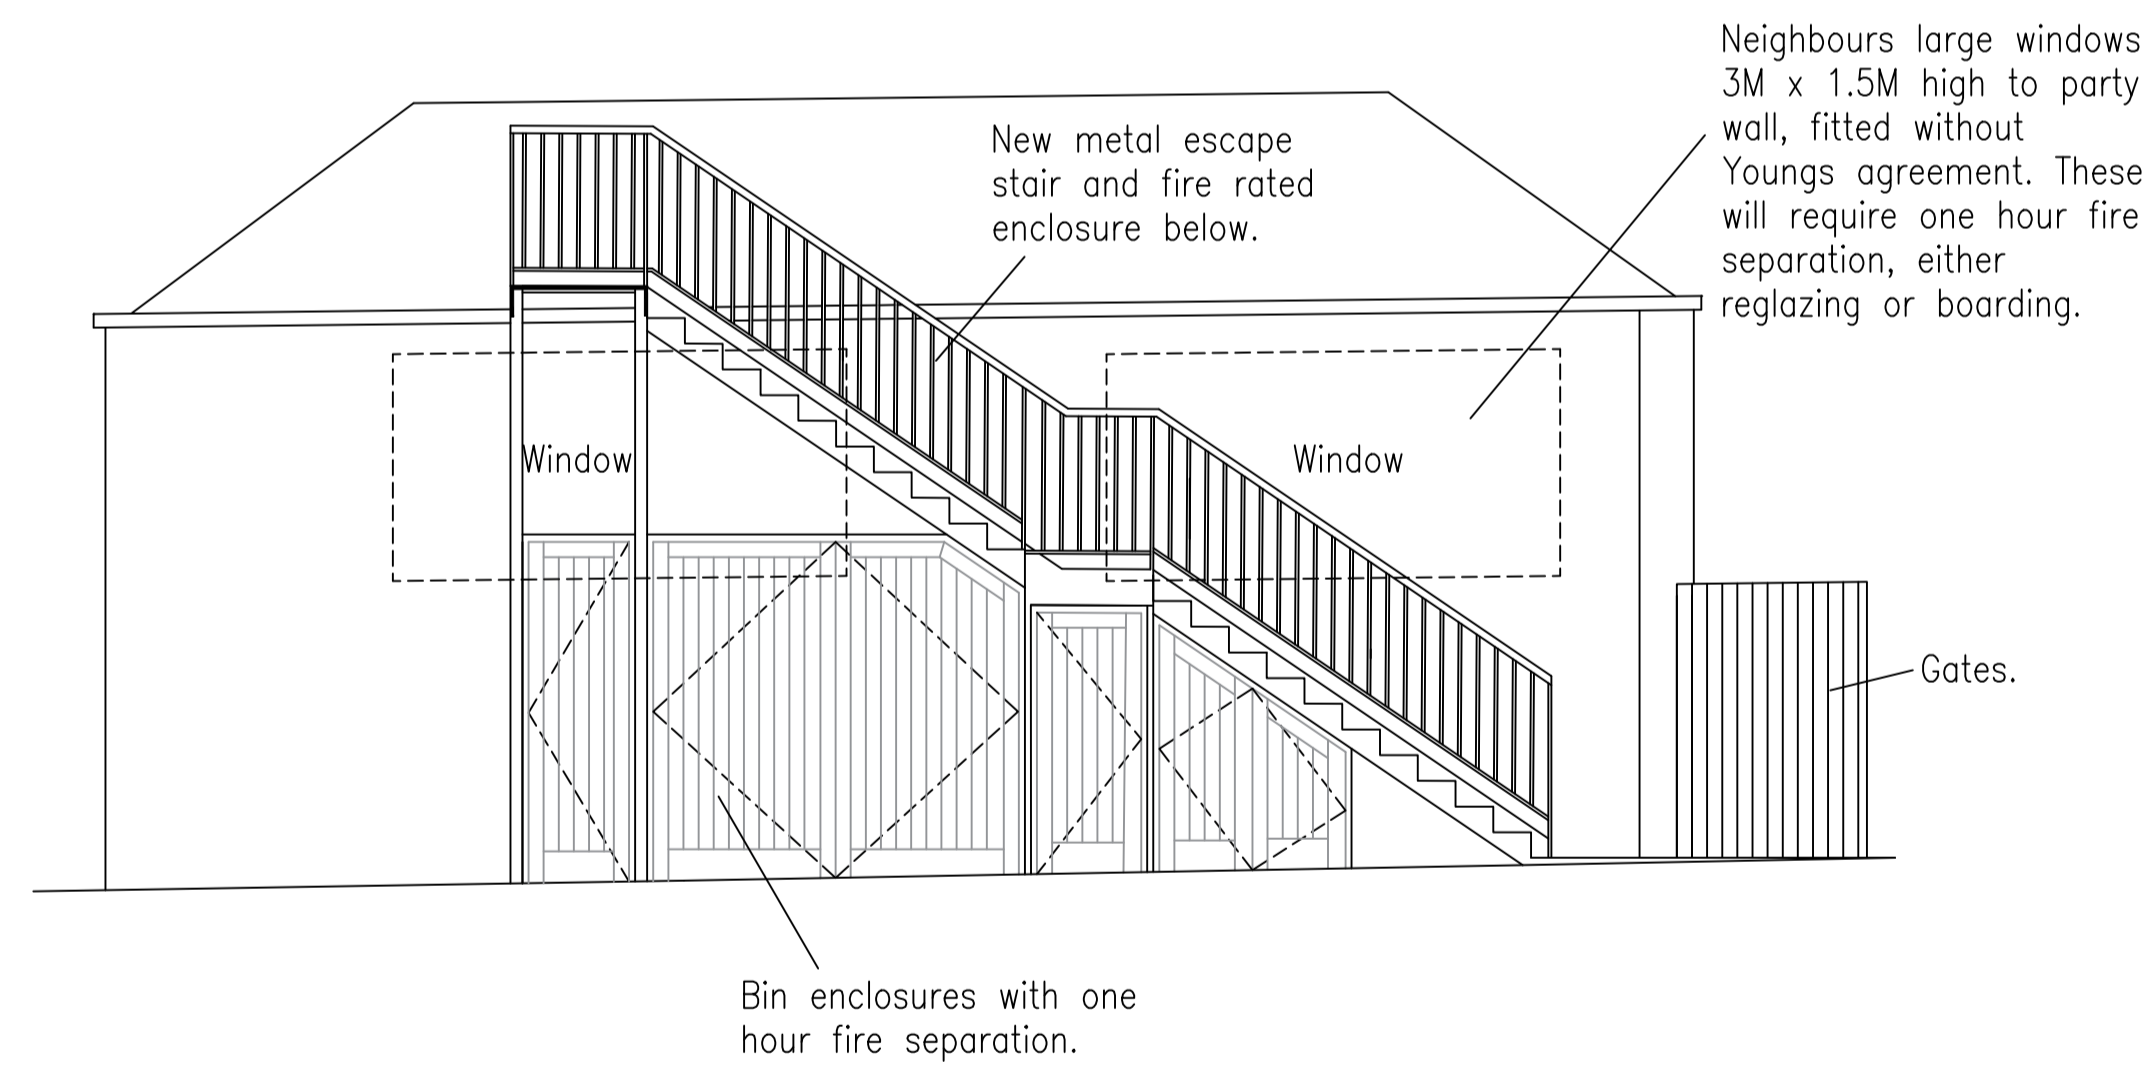 Neighbours large windows
3M x 1.5M high to party
wall, fitted without
Youngs agreement. These
will require one hour fire
separation, either
reglazing or boarding.
New metal escape
stair and fire rated
enclosure below.
Window
Window
Gates.
Bin enclosures with one
hour fire separation.